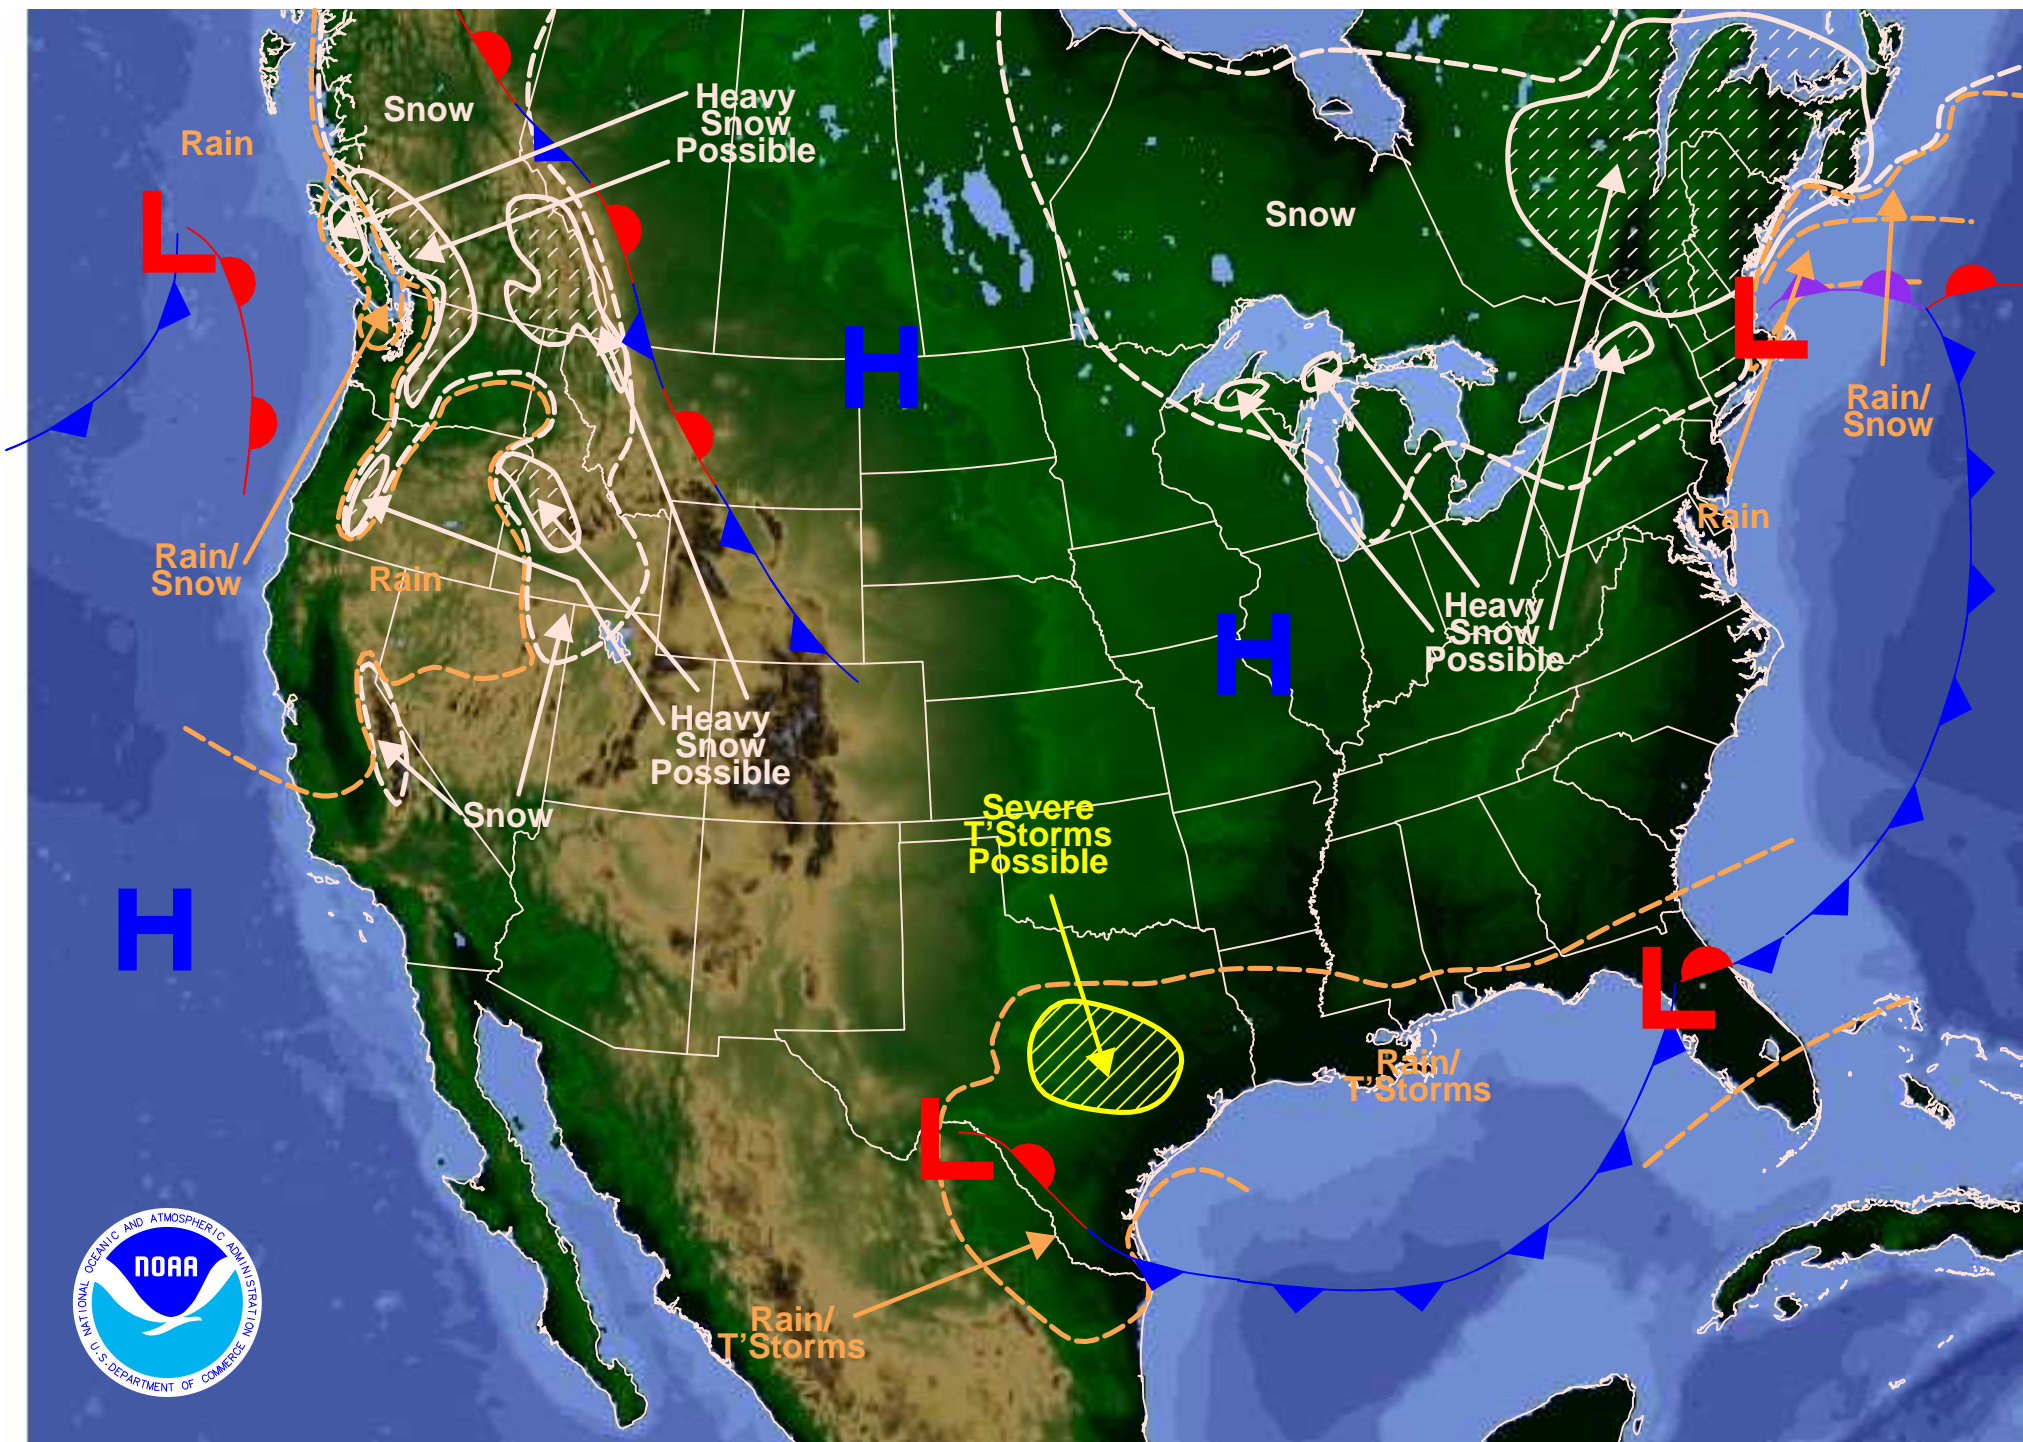 Heavy
Snow
Possible
Snow
Rain
L
Snow
L
H
Rain/
Snow
Rain
Rain/
Snow
Rain
Heavy
Snow
Possible
H
Heavy
Snow
Possible
Snow
Severe
T'Storms
Possible
H
L
Rain/
T'Storms
L
Rain/
T'Storms
NATIONAL OCEANIC AND ATMOSPHERIC ADMINISTRATION
NOAA
U.S. DEPARTMENT OF COMMERCE